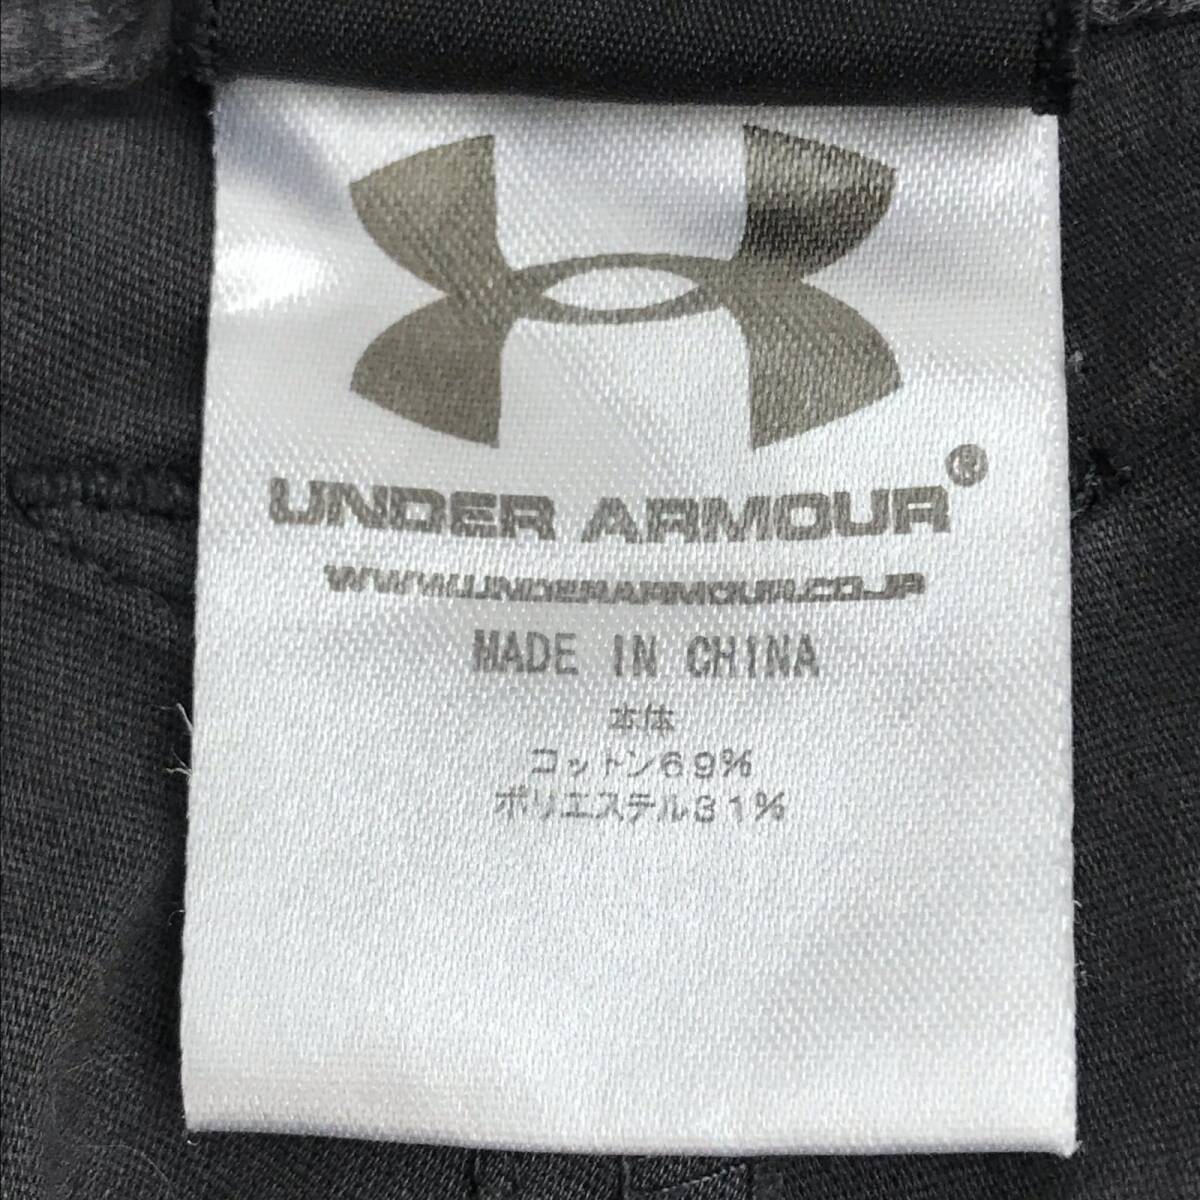 UNDER ARMOUR®
WWW.UNDERARMOUR.CO.JP
MADE IN CHINA
本体
コットン69%
ポリエステル31%